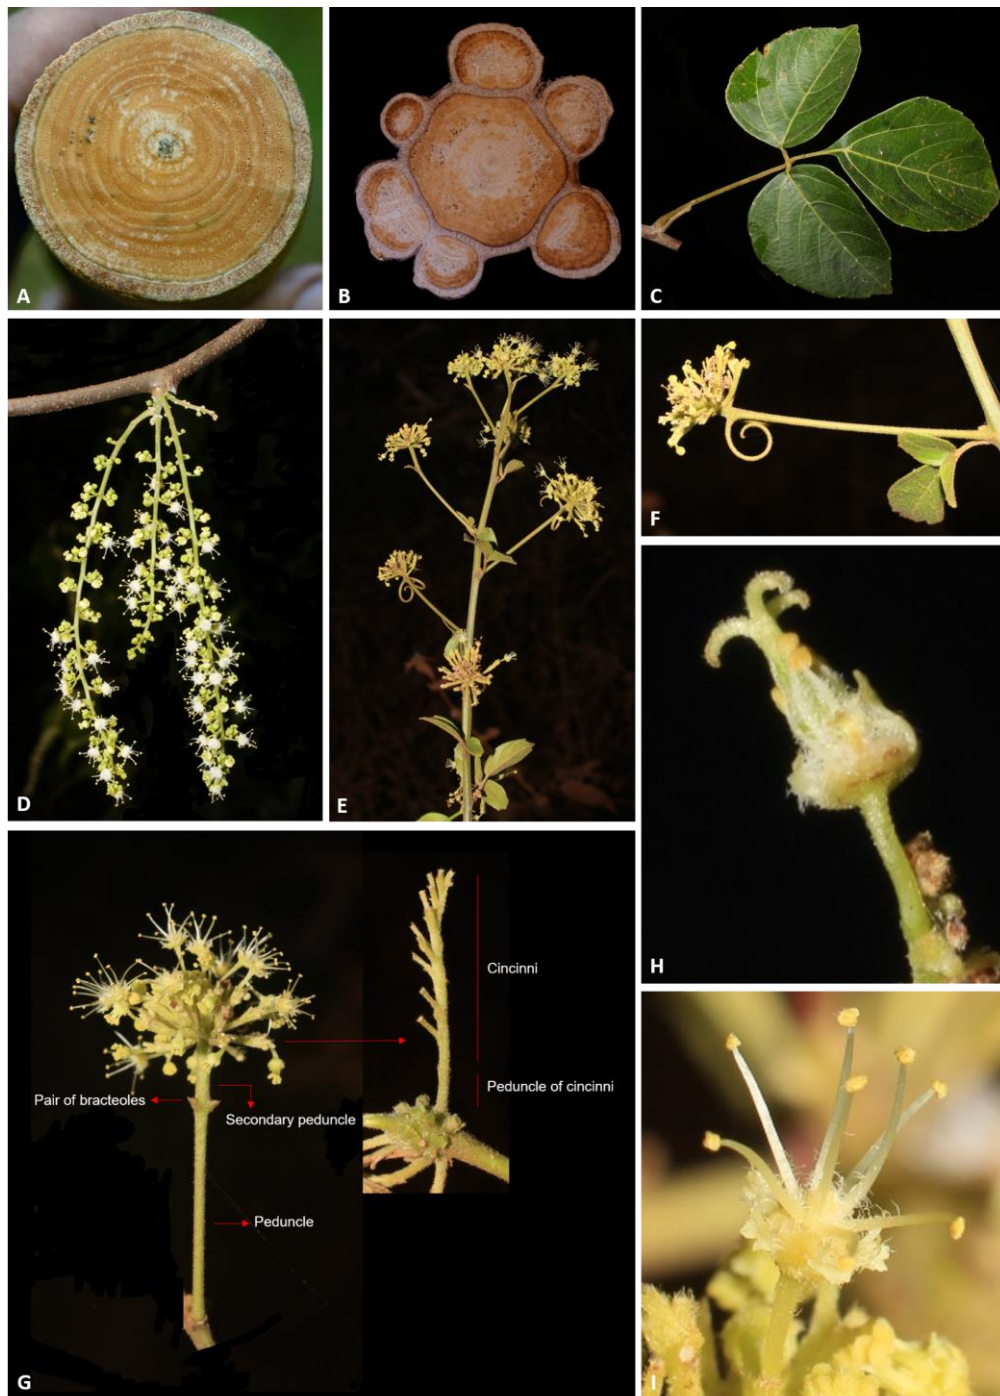 A
B
C
D
E
F
G
Pair of bracteoles
Secondary peduncle
Peduncle
Cincinni
Peduncle of cincinni
H
I